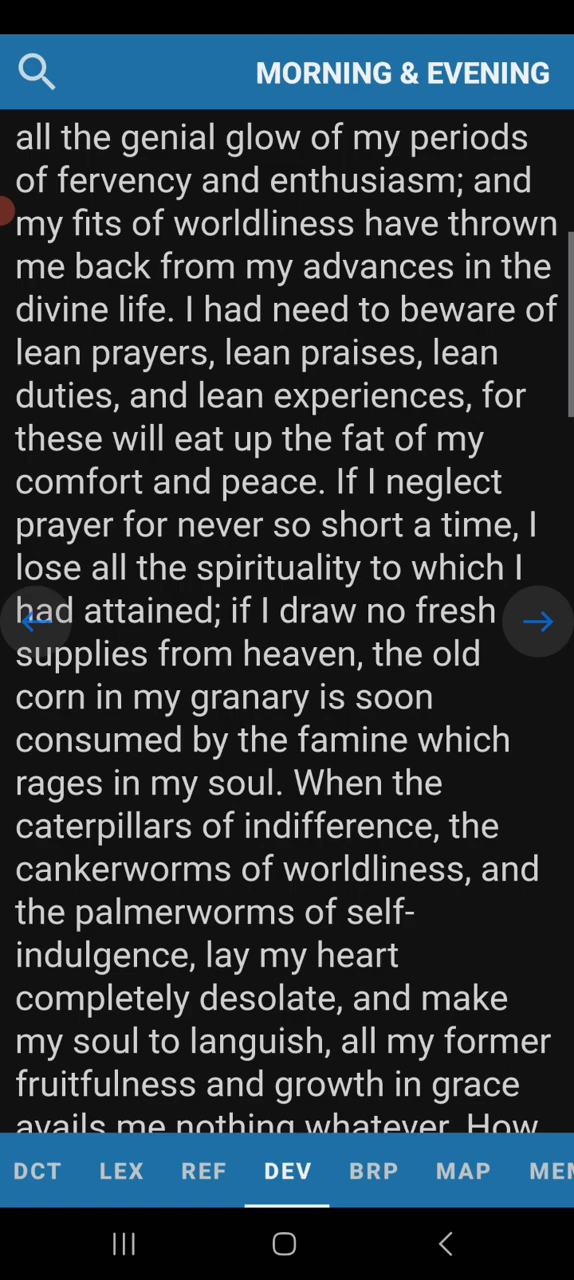 MORNING & EVENING
all the genial glow of my periods
of fervency and enthusiasm; and
my fits of worldliness have thrown
me back from my advances in the
divine life. I had need to beware of
lean prayers, lean praises, lean
duties, and lean experiences, for
these will eat up the fat of my
comfort and peace. If I neglect
prayer for never so short a time, I
lose all the spirituality to which I
had attained; if I draw no fresh
supplies from heaven, the old
corn in my granary is soon
consumed by the famine which
rages in my soul. When the
caterpillars of indifference, the
cankerworms of worldliness, and
the palmerworms of self-
indulgence, lay my heart
completely desolate, and make
my soul to languish, all my former
fruitfulness and growth in grace
avails me nothing whatever. How
DCT LEX REF DEV BRP MAP MEM